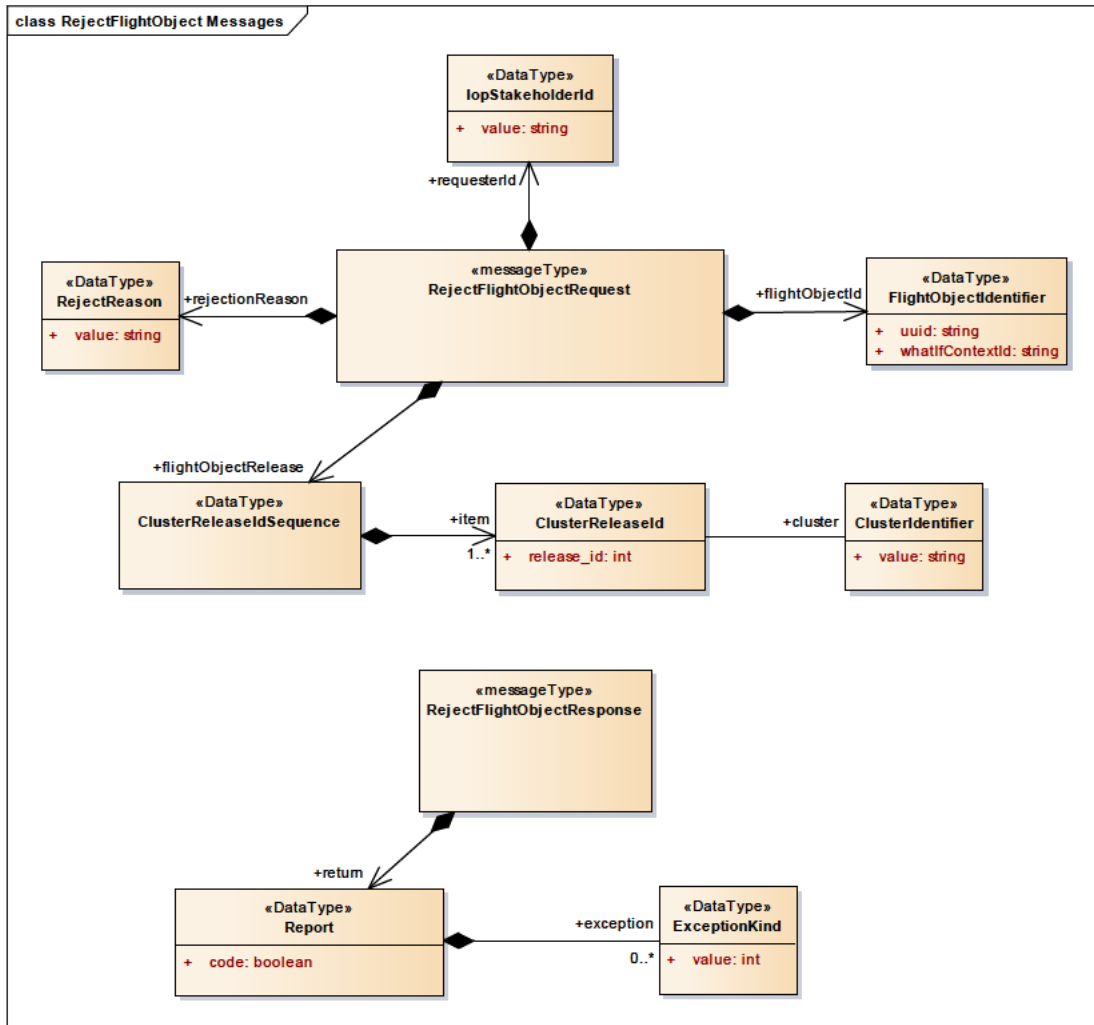 class RejectFlightObject Messages
«DataType»
IopStakeholderId
+ value: string
+requesterId
«messageType»
RejectFlightObjectRequest
«DataType»
RejectReason
+ value: string
+rejectionReason
+flightObjectId
«DataType»
FlightObjectIdentifier
+ uuid: string
+ whatIfContextId: string
+flightObjectRelease
«DataType»
ClusterReleaseIdSequence
+item
1..*
«DataType»
ClusterReleaseId
+ release_id: int
+cluster
«DataType»
ClusterIdentifier
+ value: string
«messageType»
RejectFlightObjectResponse
+return
«DataType»
Report
+ code: boolean
+exception
0..*
«DataType»
ExceptionKind
+ value: int